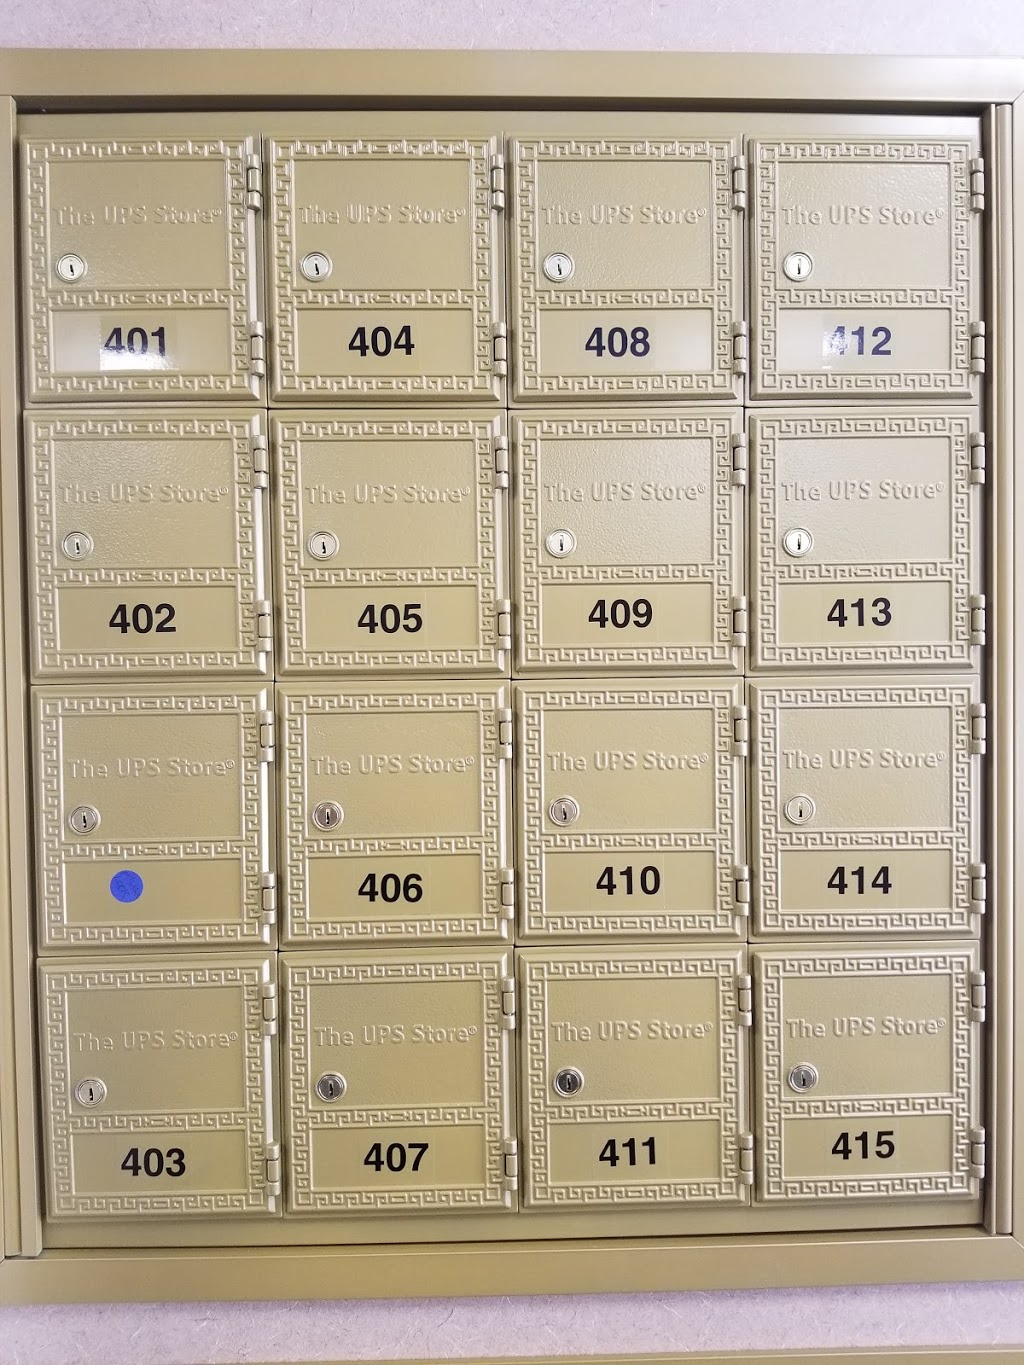 The UPS Store®
The UPS Store®
The UPS Store®
The UPS Store®
401
404
408
412
The UPS Store®
The UPS Store®
The UPS Store®
The UPS Store®
402
405
409
413
The UPS Store®
The UPS Store®
The UPS Store®
The UPS Store®
406
410
414
The UPS Store®
The UPS Store®
The UPS Store®
The UPS Store®
403
407
411
415